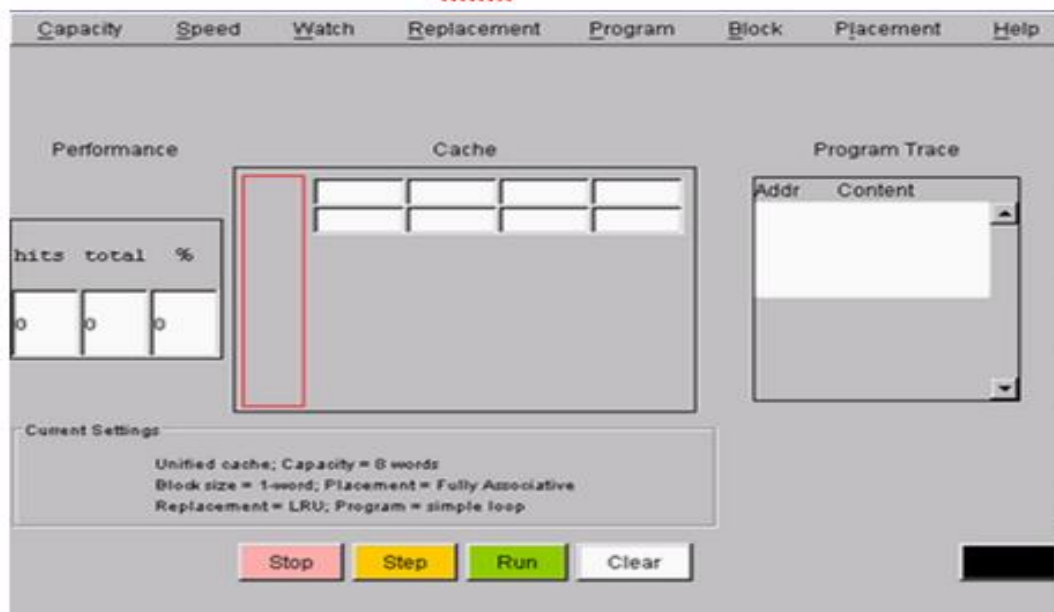 Capacity Speed Watch Replacement Program Block Placement Help
Performance Cache Program Trace
Addr Content
hits total %
0 0 0
Current Settings
Unified cache; Capacity = 8 words
Block size = 1-word; Placement = Fully Associative
Replacement = LRU; Program = simple loop
Stop Step Run Clear